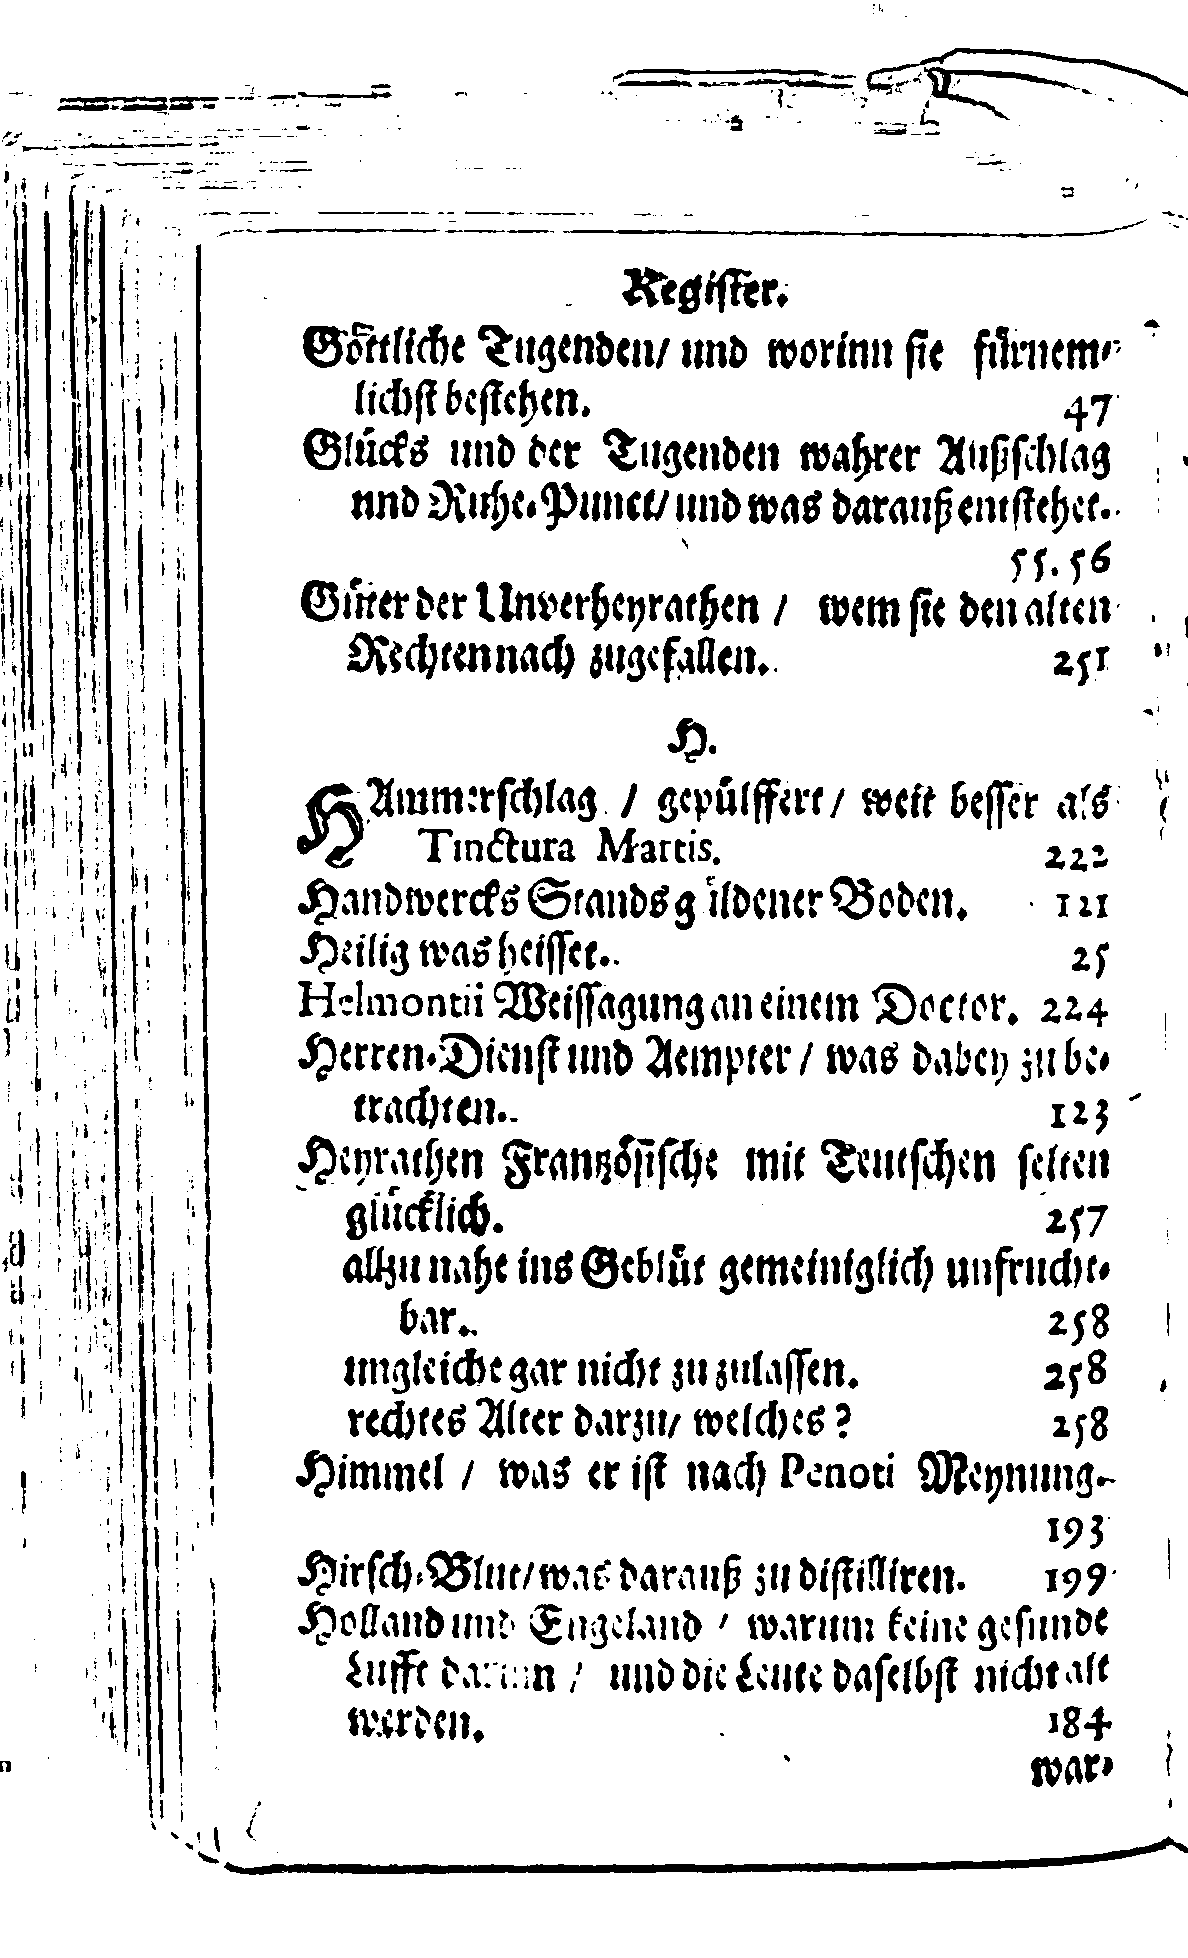 Register.
Göttliche Tugenden/ und worinn sie fürnem-
lichst bestehen. 47
Glücks und der Tugenden wahrer Außschlag
nnd Ruhe-Punct/ und was darauß entstehet.
55. 56
Güter der Unverheyrathen / wem sie den alten
Rechten nach zugefallen. 251
H.
HAmmerschlag / gepülffert / weit besser als
Tinctura Martis. 222
Handwercks Stands güldener Boden. 121
Heilig was heisset. 25
Helmontii Weissagung an einem Doctor. 224
Herren-Dienst und Aempter / was dabey zu be-
trachten. 123
Heyrathen Frantzösische mit Teutschen selten
glücklich. 257
allzu nahe ins Geblüt gemeiniglich unfrucht-
bar. 258
ungleiche gar nicht zu zulassen. 258
rechtes Alter darzu/ welches? 258
Himmel / was er ist nach Penoti Meynung.
193
Hirsch-Blut/ was darauß zu distilliren. 199
Holland und Engeland / warum keine gesunde
Lufft darinn / und die Leute daselbst nicht alt
werden. 184
war-